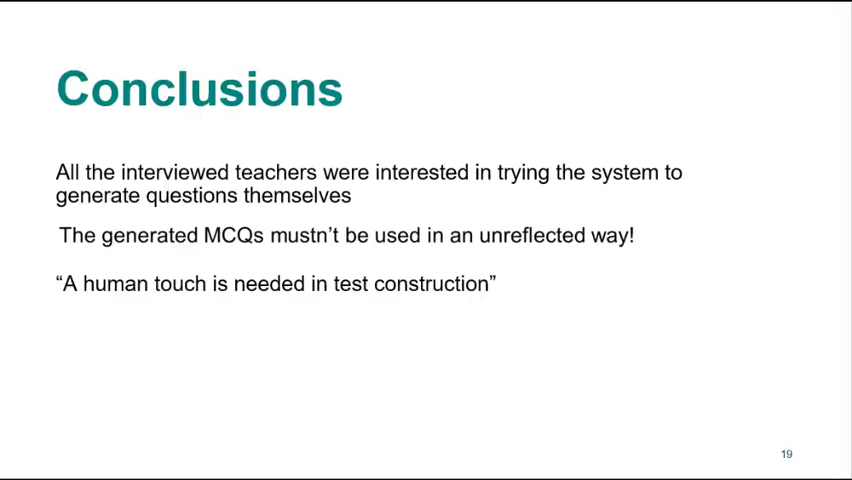 Conclusions
All the interviewed teachers were interested in trying the system to
generate questions themselves
The generated MCQs mustn’t be used in an unreflected way!
“A human touch is needed in test construction”
19